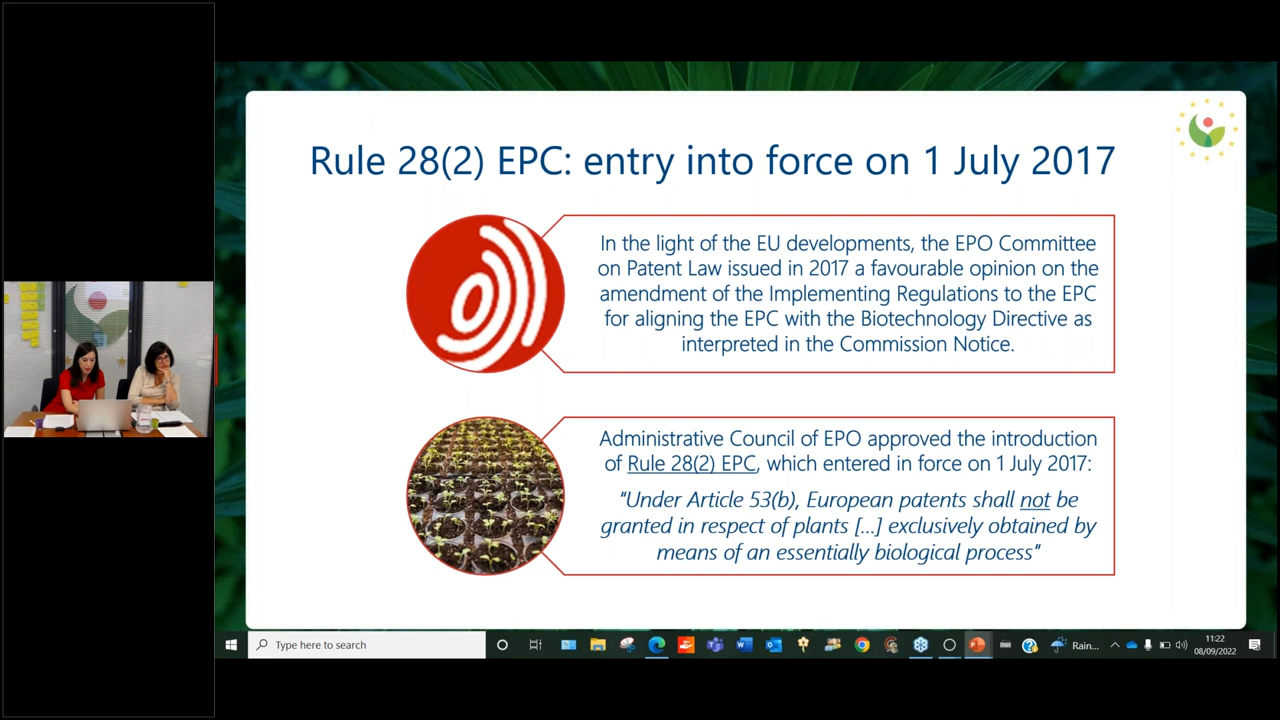 Rule 28(2) EPC: entry into force on 1 July 2017
In the light of the EU developments, the EPO Committee
on Patent Law issued in 2017 a favourable opinion on the
amendment of the Implementing Regulations to the EPC
for aligning the EPC with the Biotechnology Directive as
interpreted in the Commission Notice.
Administrative Council of EPO approved the introduction
of Rule 28(2) EPC, which entered in force on 1 July 2017:
“Under Article 53(b), European patents shall not be
granted in respect of plants [...] exclusively obtained by
means of an essentially biological process”
Type here to search
Rain...
11:22
08/09/2022